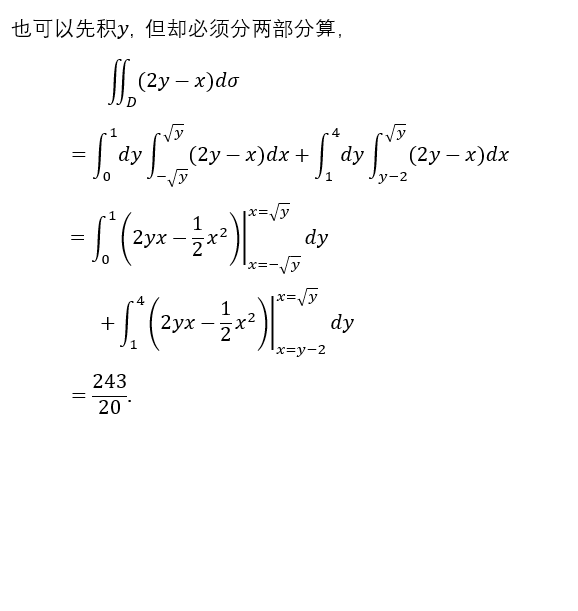 也可以先积y, 但却必须分两部分算,
∬_D (2y − x)dσ
= ∫_0^1 dy ∫_{−√y}^{√y} (2y − x)dx + ∫_1^4 dy ∫_{y−2}^{√y} (2y − x)dx
= ∫_0^1 (2yx − 1/2 x²)|_{x=−√y}^{x=√y} dy
+ ∫_1^4 (2yx − 1/2 x²)|_{x=y−2}^{x=√y} dy
= 243/20.